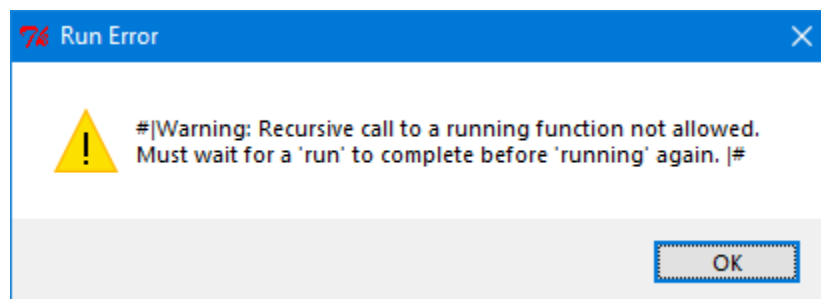 Run Error
#|Warning: Recursive call to a running function not allowed.
Must wait for a 'run' to complete before 'running' again. |#
OK